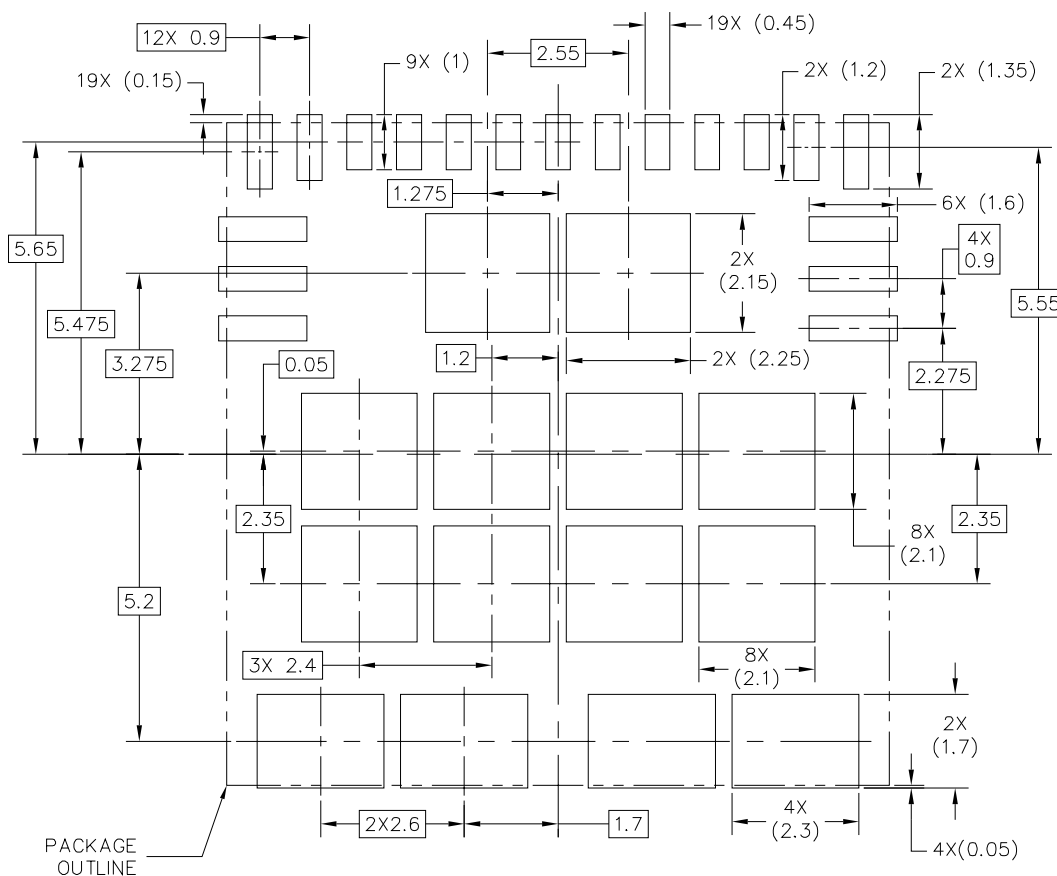 19X (0.45)
12X 0.9
2.55
9X (1)
2X (1.2)
2X (1.35)
19X (0.15)
1.275
6X (1.6)
5.65
4X
0.9
2X
(2.15)
5.55
5.475
3.275
0.05
1.2
2X (2.25)
2.275
2.35
2.35
8X
(2.1)
5.2
3X 2.4
8X
(2.1)
2X
(1.7)
2X2.6
1.7
4X
(2.3)
4X(0.05)
PACKAGE
OUTLINE